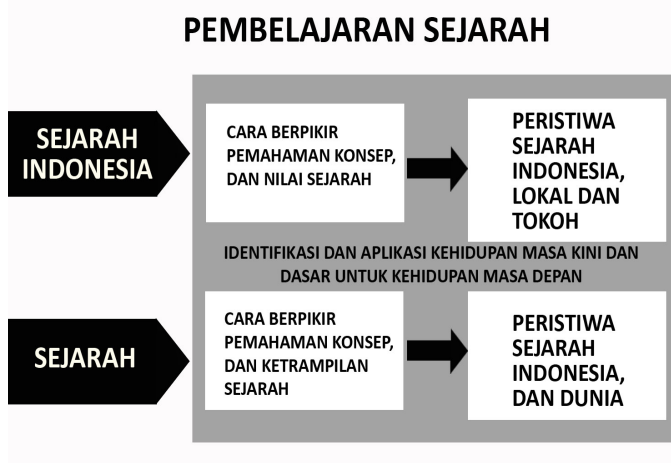 PEMBELAJARAN SEJARAH
SEJARAH
INDONESIA
CARA BERPIKIR
PEMAHAMAN KONSEP,
DAN NILAI SEJARAH
PERISTIWA
SEJARAH
INDONESIA,
LOKAL DAN
TOKOH
IDENTIFIKASI DAN APLIKASI KEHIDUPAN MASA KINI DAN
DASAR UNTUK KEHIDUPAN MASA DEPAN
SEJARAH
CARA BERPIKIR
PEMAHAMAN KONSEP,
DAN KETRAMPILAN
SEJARAH
PERISTIWA
SEJARAH
INDONESIA,
DAN DUNIA